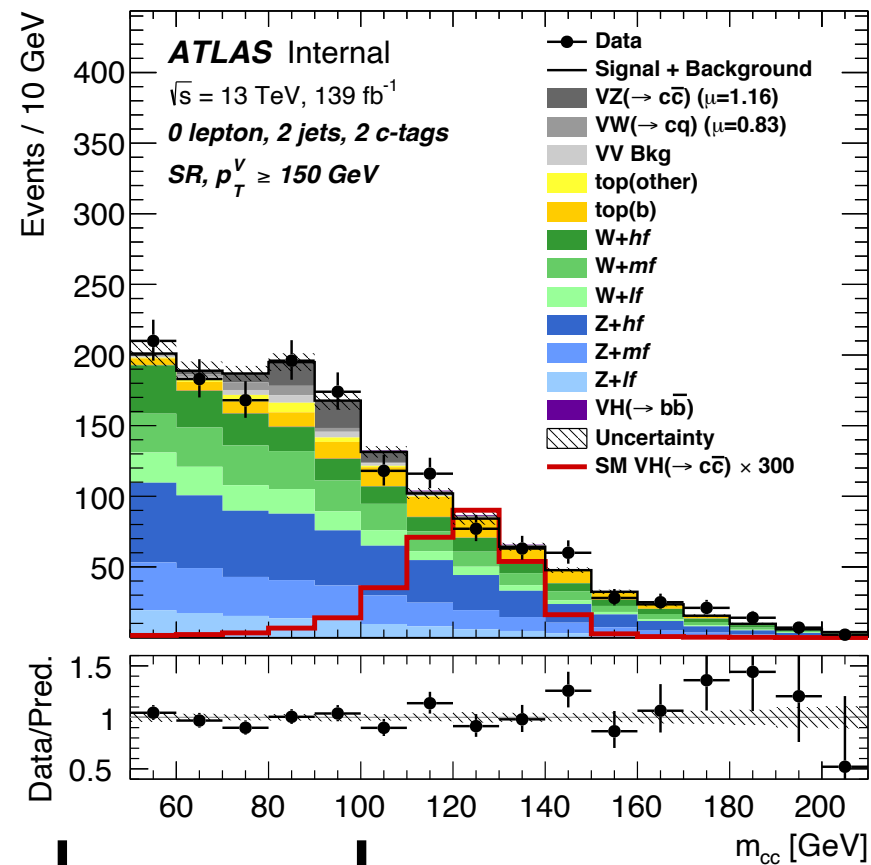 Events / 10 GeV
400
350
300
250
200
150
100
50
ATLAS Internal
√s = 13 TeV, 139 fb⁻¹
0 lepton, 2 jets, 2 c-tags
SR, p_T^V ≥ 150 GeV
Data
Signal + Background
VZ(→ cc̅) (μ=1.16)
VW(→ cq) (μ=0.83)
VV Bkg
top(other)
top(b)
W+hf
W+mf
W+lf
Z+hf
Z+mf
Z+lf
VH(→ bb̅)
Uncertainty
SM VH(→ cc̅) × 300
Data/Pred.
1.5
1
0.5
60 80 100 120 140 160 180 200
m_cc [GeV]